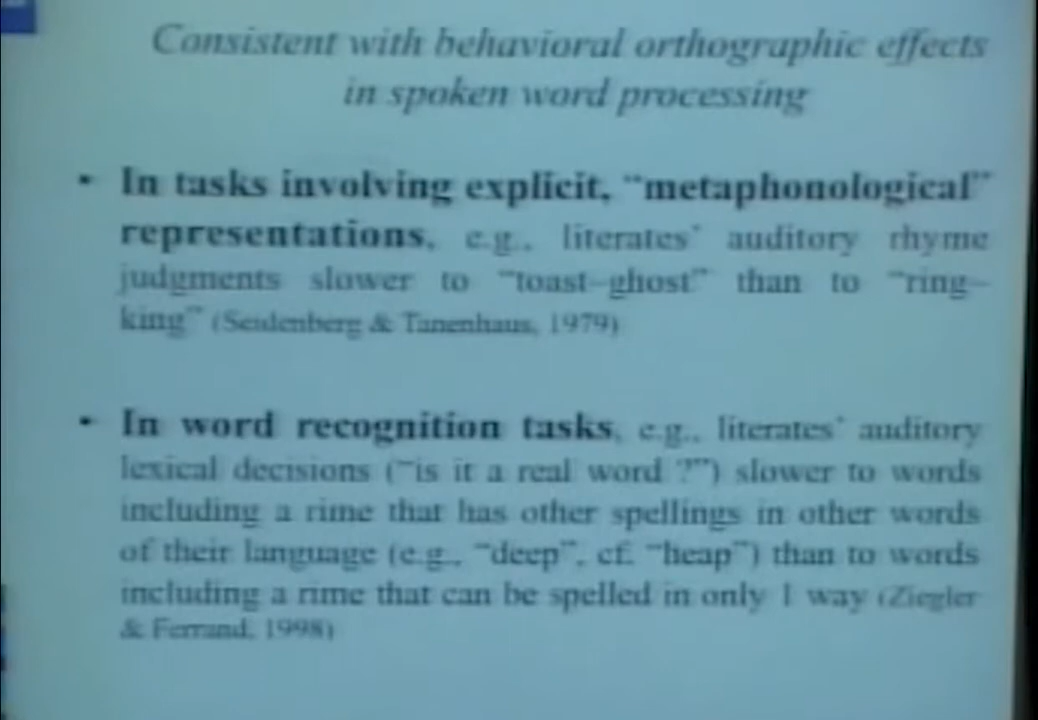 Consistent with behavioral orthographic effects
in spoken word processing
• In tasks involving explicit, “metaphonological”
representations, e.g., literates’ auditory rhyme
judgments slower to “toast–ghost” than to “ring–
king” (Seidenberg & Tanenhaus, 1979)
• In word recognition tasks, e.g., literates’ auditory
lexical decisions (“is it a real word ?”) slower to words
including a rime that has other spellings in other words
of their language (e.g., “deep”, cf. “heap”) than to words
including a rime that can be spelled in only 1 way (Ziegler
& Ferrand, 1998)